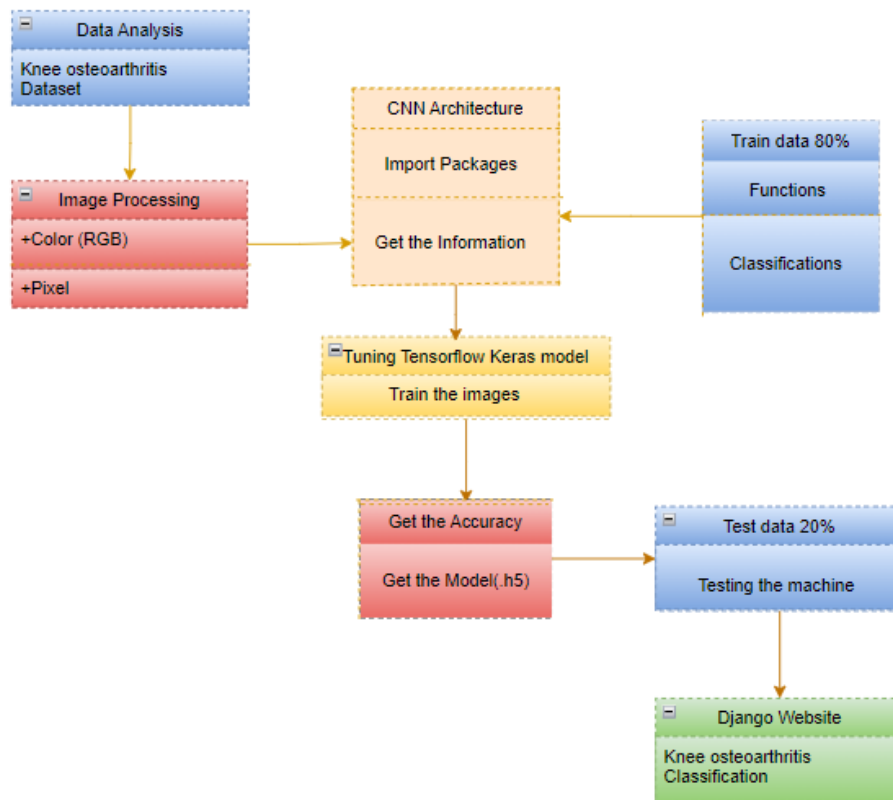 Data Analysis
Knee osteoarthritis
Dataset
Image Processing
+Color (RGB)
+Pixel
CNN Architecture
Import Packages
Get the Information
Train data 80%
Functions
Classifications
Tuning Tensorflow Keras model
Train the images
Get the Accuracy
Get the Model(.h5)
Test data 20%
Testing the machine
Django Website
Knee osteoarthritis
Classification